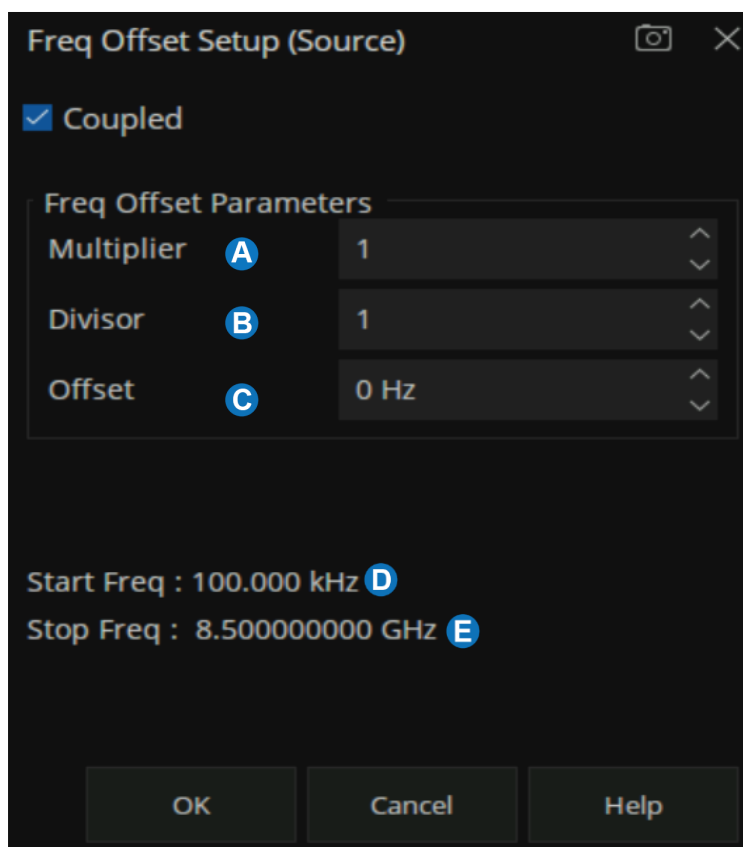 Freq Offset Setup (Source)
Coupled
Freq Offset Parameters
Multiplier A 1
Divisor B 1
Offset C 0 Hz
Start Freq : 100.000 kHz D
Stop Freq : 8.500000000 GHz E
OK Cancel Help